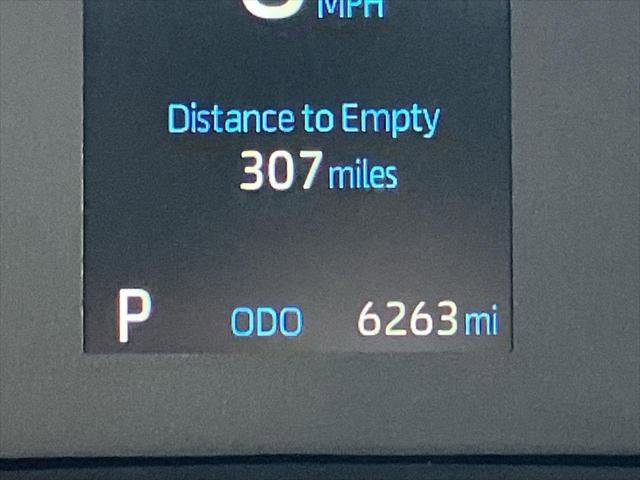 MPH
Distance to Empty
307 miles
P ODO 6263 mi